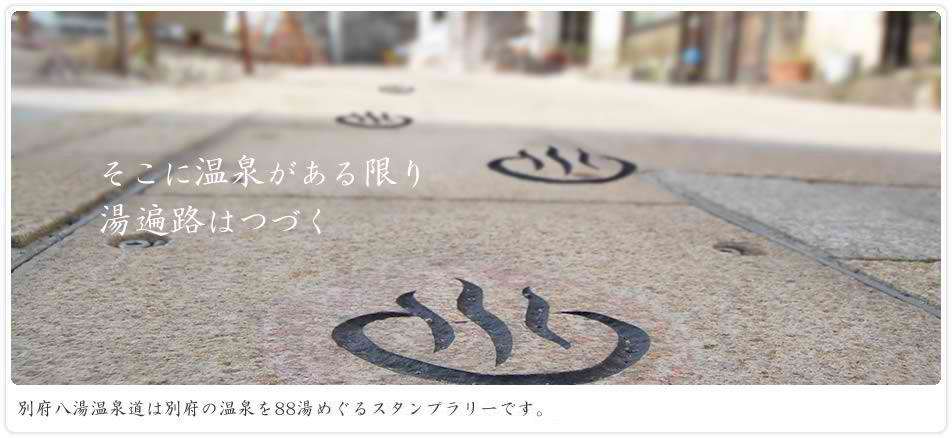 そこに温泉がある限り
湯遍路はつづく
別府八湯温泉道は別府の温泉を88湯めぐるスタンプラリーです。